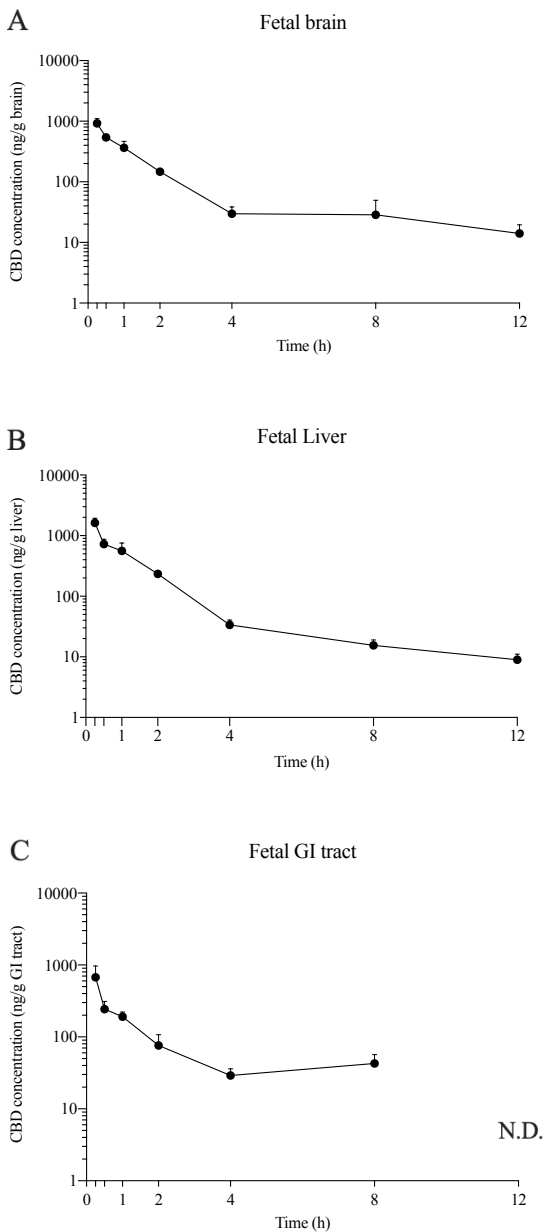 A
Fetal brain
CBD concentration (ng/g brain)
10000
1000
100
10
1
0 1 2 4 8 12
Time (h)
B
Fetal Liver
CBD concentration (ng/g liver)
10000
1000
100
10
1
0 1 2 4 8 12
Time (h)
C
Fetal GI tract
CBD concentration (ng/g GI tract)
10000
1000
100
10
1
N.D.
0 1 2 4 8 12
Time (h)